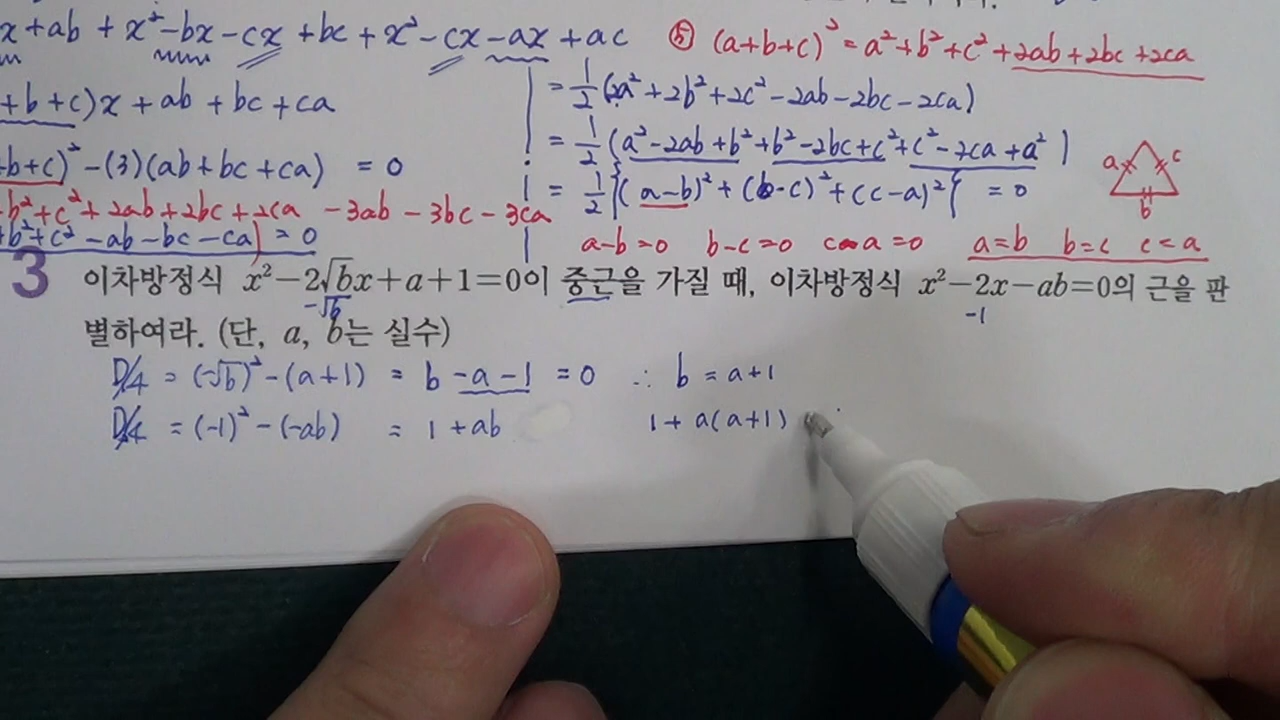 x+ab + x²-bx-cx +bc + x²-cx-ax +ac ⑤ (a+b+c)² = a²+b²+c²+2ab+2bc+2ca
= 1/2 (2a²+2b²+2c²-2ab-2bc-2ca)
+b+c)x + ab + bc + ca
= 1/2 (a²-2ab+b²+b²-2bc+c²+c²-2ca+a²)
+b+c)² - (3)(ab+bc+ca) = 0
a c
b
= 1/2 {(a-b)²+(b-c)²+(c-a)²} = 0
b²+c²+2ab+2bc+2ca -3ab-3bc-3ca
+b²+c²-ab-bc-ca) = 0
a-b=0 b-c=0 c-a=0 a=b b=c c=a
3 이차방정식 x²-2√bx+a+1=0이 중근을 가질 때, 이차방정식 x²-2x-ab=0의 근을 판
-√b -1
별하여라. (단, a, b는 실수)
D/4 = (-√b)² - (a+1) = b-a-1 = 0 ∴ b = a+1
D/4 = (-1)² - (-ab) = 1+ab 1+a(a+1)